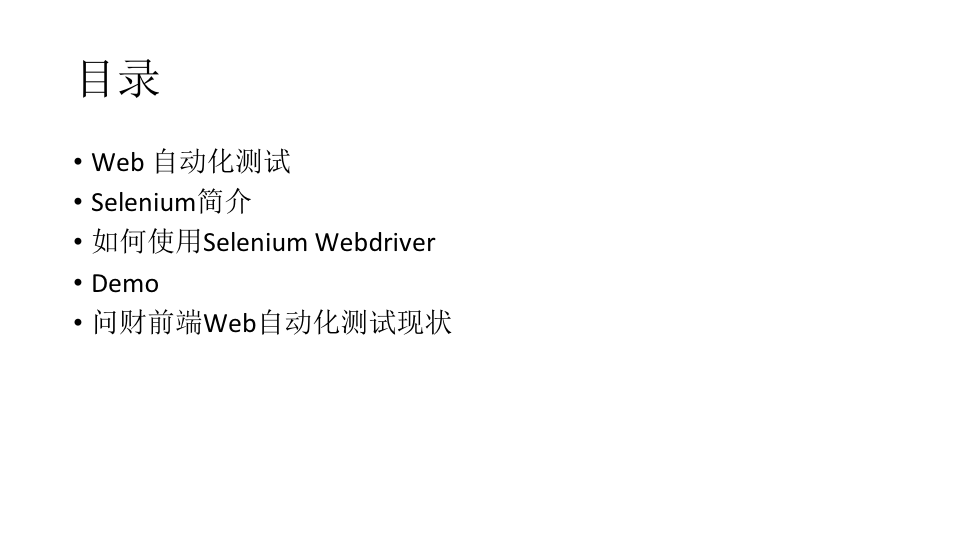 目录
• Web 自动化测试
• Selenium简介
• 如何使用Selenium Webdriver
• Demo
• 问财前端Web自动化测试现状